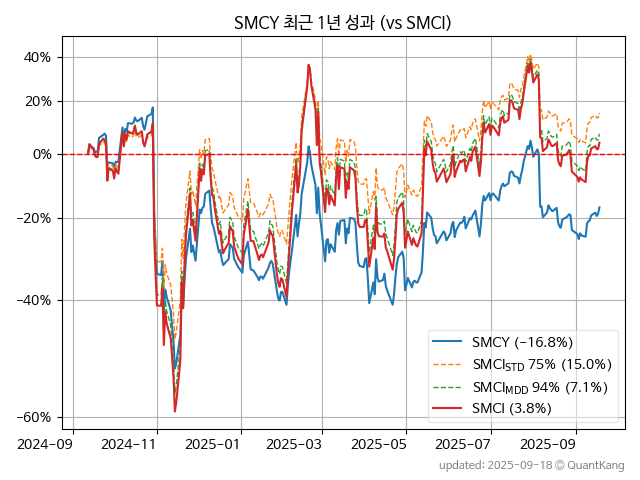 SMCY 최근 1년 성과 (vs SMCI)
40%
20%
0%
−20%
−40%
−60%
2024-09
2024-11
2025-01
2025-03
2025-05
2025-07
2025-09
SMCY (−16.8%)
SMCI_STD 75% (15.0%)
SMCI_MDD 94% (7.1%)
SMCI (3.8%)
updated: 2025-09-18 © QuantKang